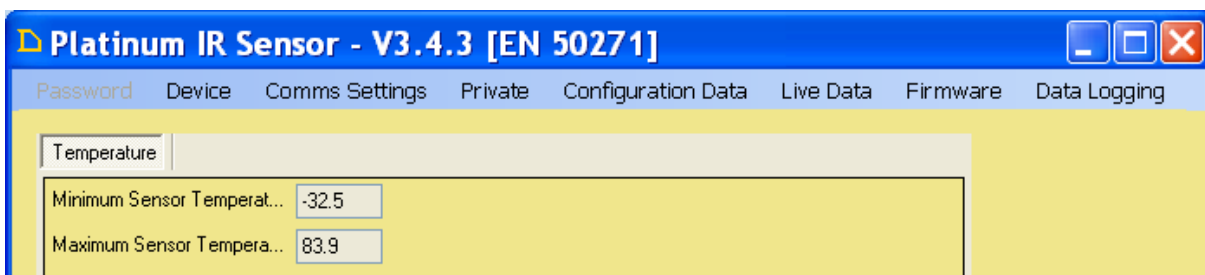 Platinum IR Sensor - V3.4.3 [EN 50271]
Password Device Comms Settings Private Configuration Data Live Data Firmware Data Logging
Temperature
Minimum Sensor Temperat... -32.5
Maximum Sensor Tempera... 83.9